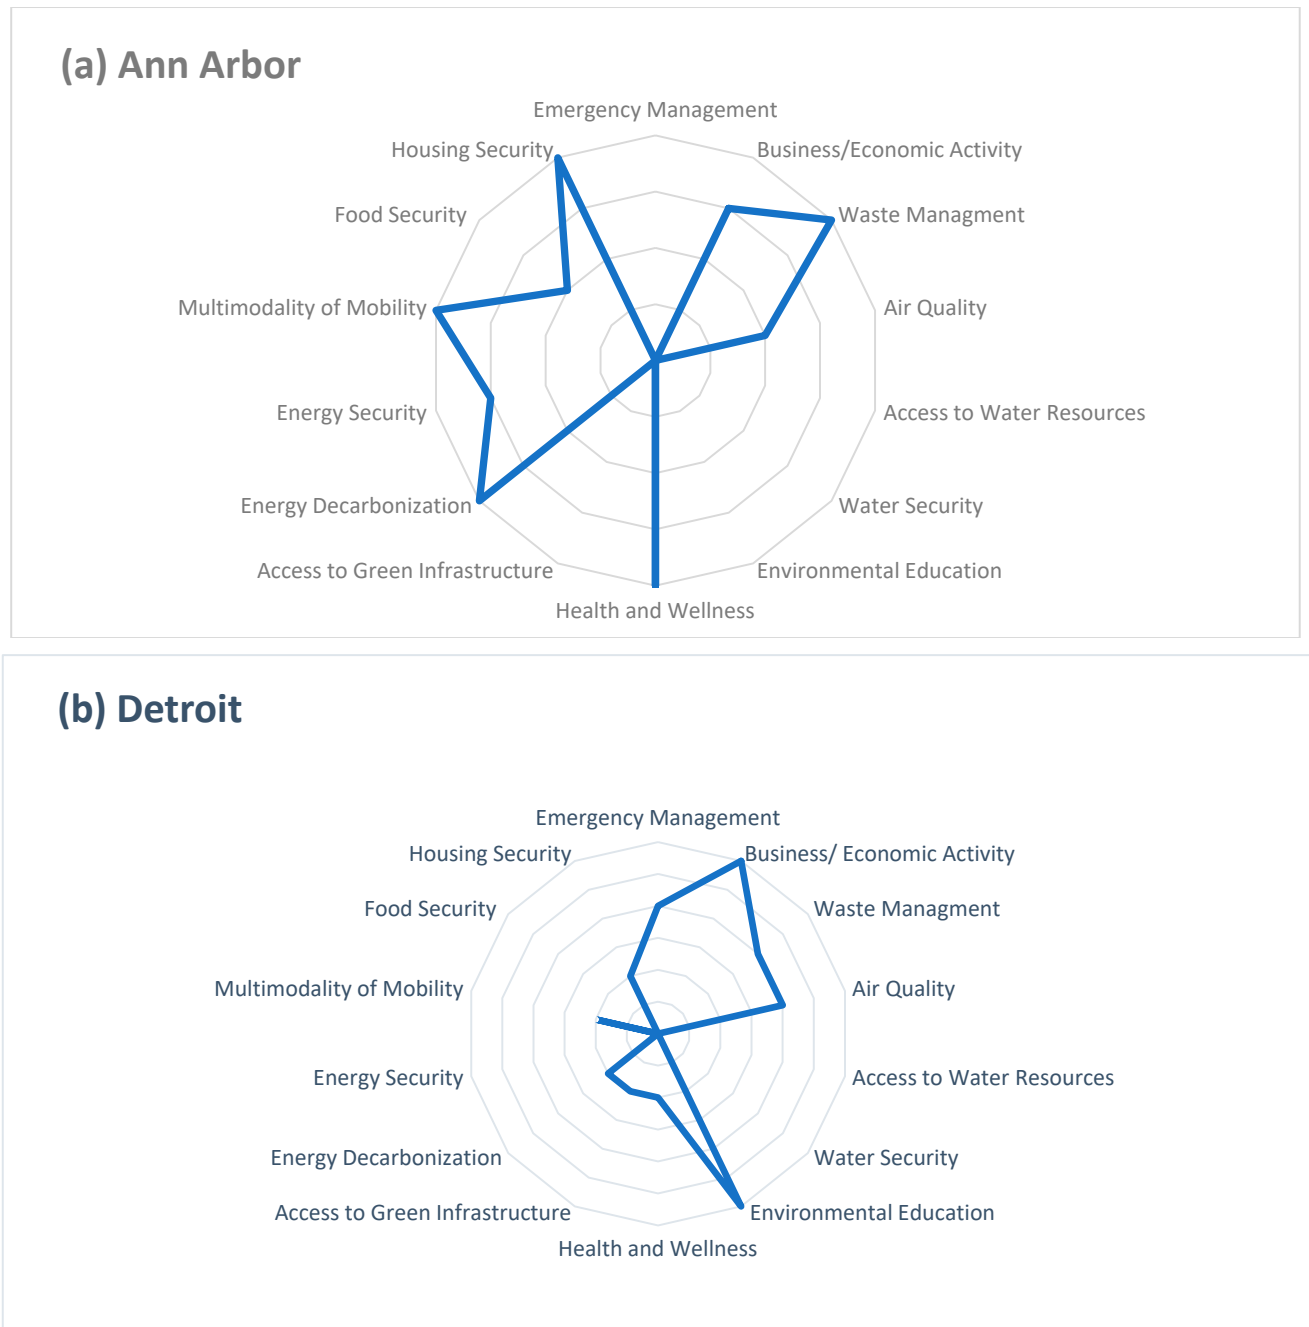 (a) Ann Arbor
Emergency Management
Housing Security
Business/Economic Activity
Food Security
Waste Managment
Multimodality of Mobility
Air Quality
Energy Security
Access to Water Resources
Energy Decarbonization
Water Security
Access to Green Infrastructure
Environmental Education
Health and Wellness
(b) Detroit
Emergency Management
Housing Security
Business/ Economic Activity
Food Security
Waste Managment
Multimodality of Mobility
Air Quality
Energy Security
Access to Water Resources
Energy Decarbonization
Water Security
Access to Green Infrastructure
Environmental Education
Health and Wellness